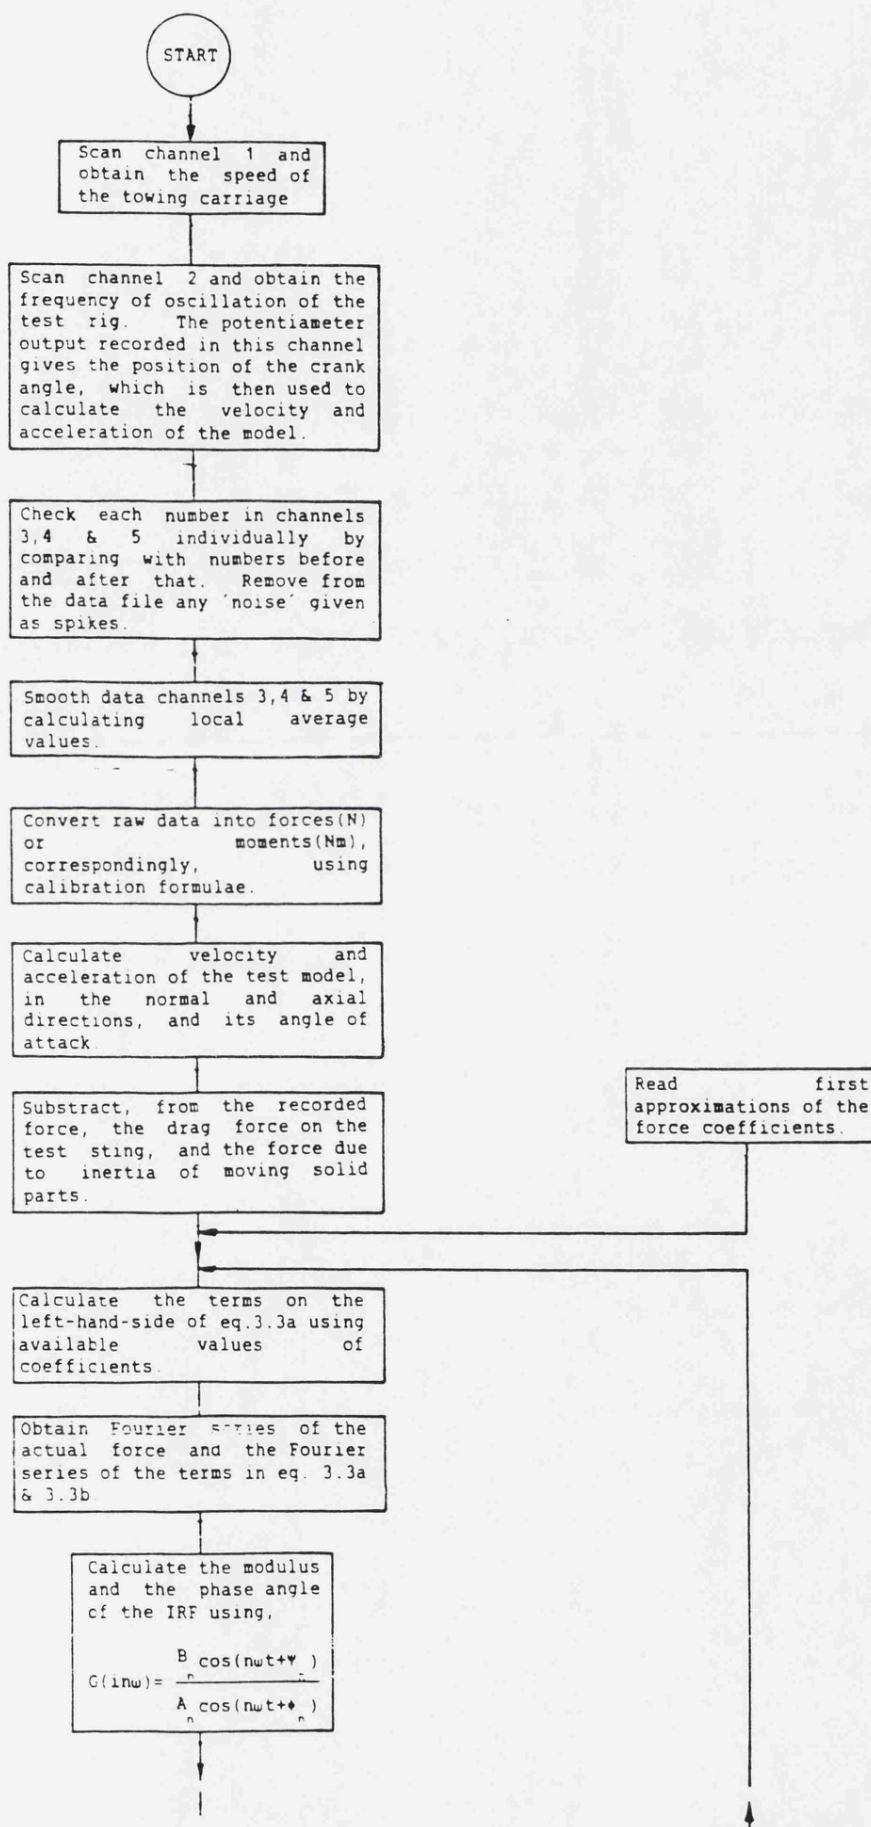 START
Scan channel 1 and
obtain the speed of
the towing carriage
Scan channel 2 and obtain the
frequency of oscillation of the
test rig. The potentiameter
output recorded in this channel
gives the position of the crank
angle, which is then used to
calculate the velocity and
acceleration of the model.
Check each number in channels
3,4 & 5 individually by
comparing with numbers before
and after that. Remove from
the data file any 'noise' given
as spikes.
Smooth data channels 3,4 & 5 by
calculating local average
values.
Convert raw data into forces(N)
or moments(Nm),
correspondingly, using
calibration formulae.
Calculate velocity and
acceleration of the test model,
in the normal and axial
directions, and its angle of
attack
Substract, from the recorded
force, the drag force on the
test sting, and the force due
to inertia of moving solid
parts.
Read first
approximations of the
force coefficients.
Calculate the terms on the
left-hand-side of eq.3.3a using
available values of
coefficients.
Obtain Fourier series of the
actual force and the Fourier
series of the terms in eq. 3.3a
& 3.3b
Calculate the modulus
and the phase angle
of the IRF using,
B_n cos(nωt+Ψ_n)
G(inω)=
A_n cos(nωt+ϕ_n)